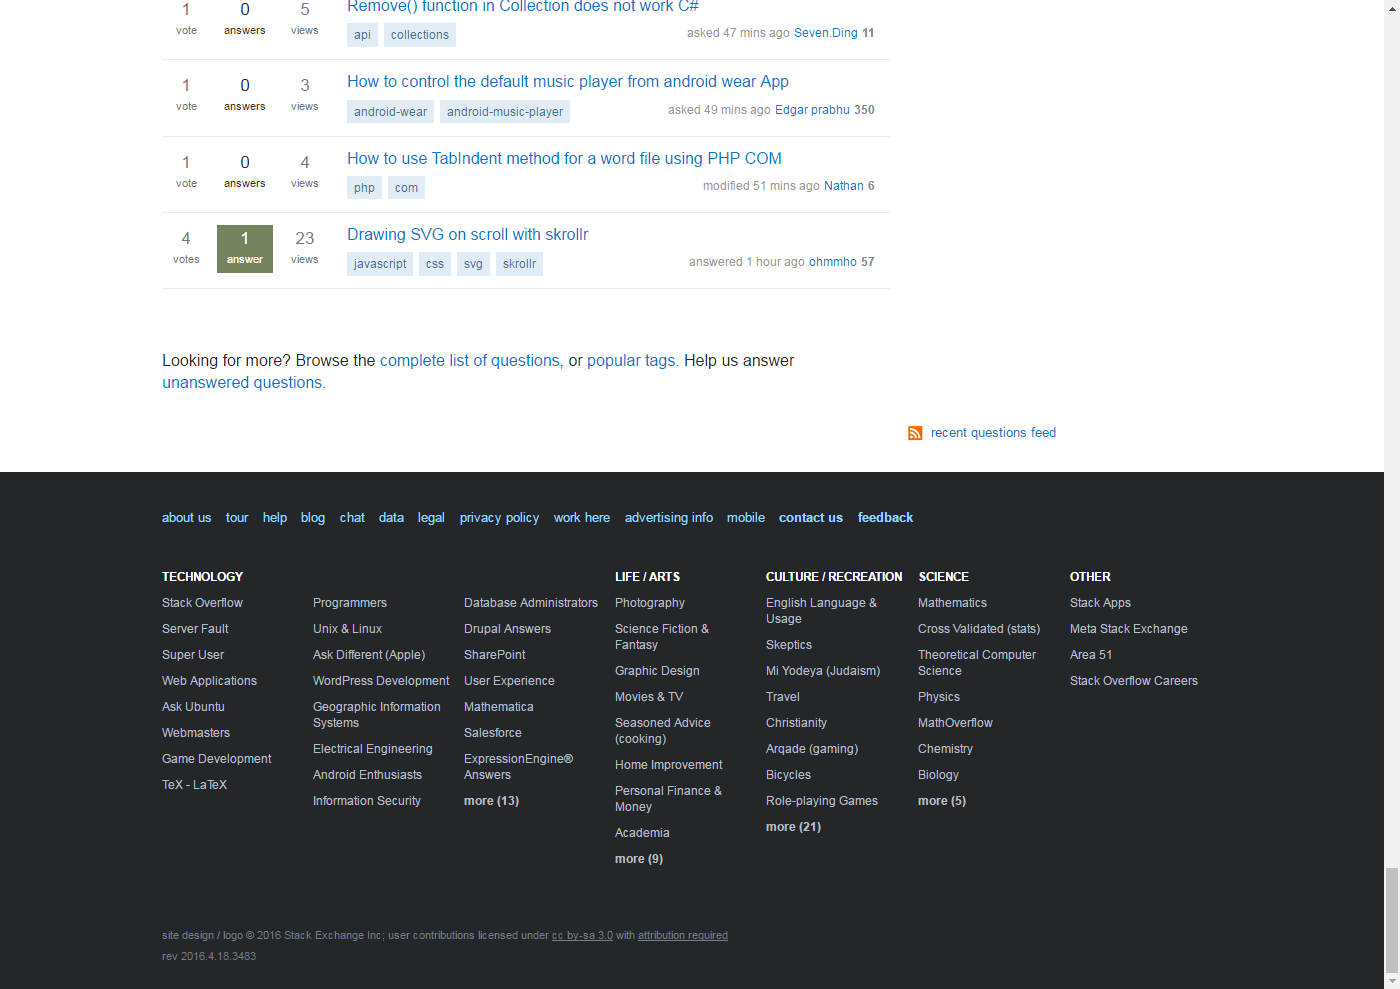 1 0 5 Remove() function in Collection does not work C#
vote answers views
api collections asked 47 mins ago Seven.Ding 11
1 0 3 How to control the default music player from android wear App
vote answers views
android-wear android-music-player asked 49 mins ago Edgar prabhu 350
1 0 4 How to use TabIndent method for a word file using PHP COM
vote answers views
php com modified 51 mins ago Nathan 6
4 1 23 Drawing SVG on scroll with skrollr
votes answer views
javascript css svg skrollr answered 1 hour ago ohmmho 57
Looking for more? Browse the complete list of questions, or popular tags. Help us answer
unanswered questions.
recent questions feed
about us tour help blog chat data legal privacy policy work here advertising info mobile contact us feedback
TECHNOLOGY
Stack Overflow
Server Fault
Super User
Web Applications
Ask Ubuntu
Webmasters
Game Development
TeX - LaTeX
Programmers
Unix & Linux
Ask Different (Apple)
WordPress Development
Geographic Information
Systems
Electrical Engineering
Android Enthusiasts
Information Security
Database Administrators
Drupal Answers
SharePoint
User Experience
Mathematica
Salesforce
ExpressionEngine®
Answers
more (13)
LIFE / ARTS
Photography
Science Fiction &
Fantasy
Graphic Design
Movies & TV
Seasoned Advice
(cooking)
Home Improvement
Personal Finance &
Money
Academia
more (9)
CULTURE / RECREATION
English Language &
Usage
Skeptics
Mi Yodeya (Judaism)
Travel
Christianity
Arqade (gaming)
Bicycles
Role-playing Games
more (21)
SCIENCE
Mathematics
Cross Validated (stats)
Theoretical Computer
Science
Physics
MathOverflow
Chemistry
Biology
more (5)
OTHER
Stack Apps
Meta Stack Exchange
Area 51
Stack Overflow Careers
site design / logo © 2016 Stack Exchange Inc; user contributions licensed under cc by-sa 3.0 with attribution required
rev 2016.4.18.3483